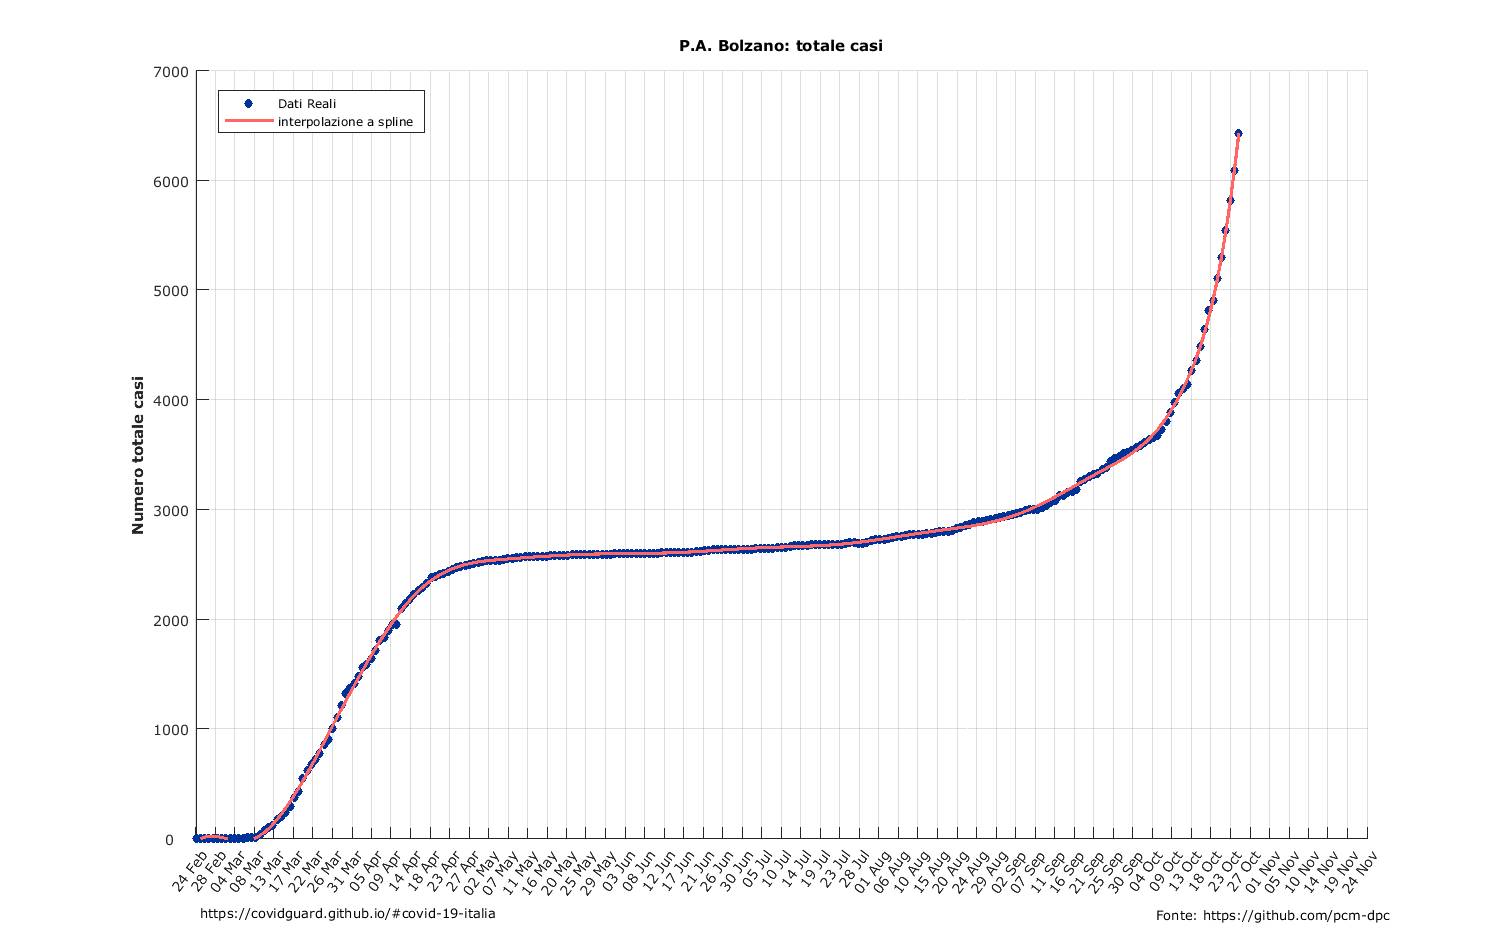 P.A. Bolzano: totale casi
7000
6000
5000
4000
3000
2000
1000
0
Numero totale casi
Dati Reali
interpolazione a spline
24 Feb
28 Feb
04 Mar
08 Mar
13 Mar
17 Mar
22 Mar
26 Mar
31 Mar
05 Apr
09 Apr
14 Apr
18 Apr
23 Apr
27 Apr
02 May
07 May
11 May
16 May
20 May
25 May
29 May
03 Jun
08 Jun
12 Jun
17 Jun
21 Jun
26 Jun
30 Jun
05 Jul
10 Jul
14 Jul
19 Jul
23 Jul
28 Jul
01 Aug
06 Aug
10 Aug
15 Aug
20 Aug
24 Aug
29 Aug
02 Sep
07 Sep
11 Sep
16 Sep
21 Sep
25 Sep
30 Sep
04 Oct
09 Oct
13 Oct
18 Oct
23 Oct
27 Oct
01 Nov
05 Nov
10 Nov
14 Nov
19 Nov
24 Nov
https://covidguard.github.io/#covid-19-italia
Fonte: https://github.com/pcm-dpc